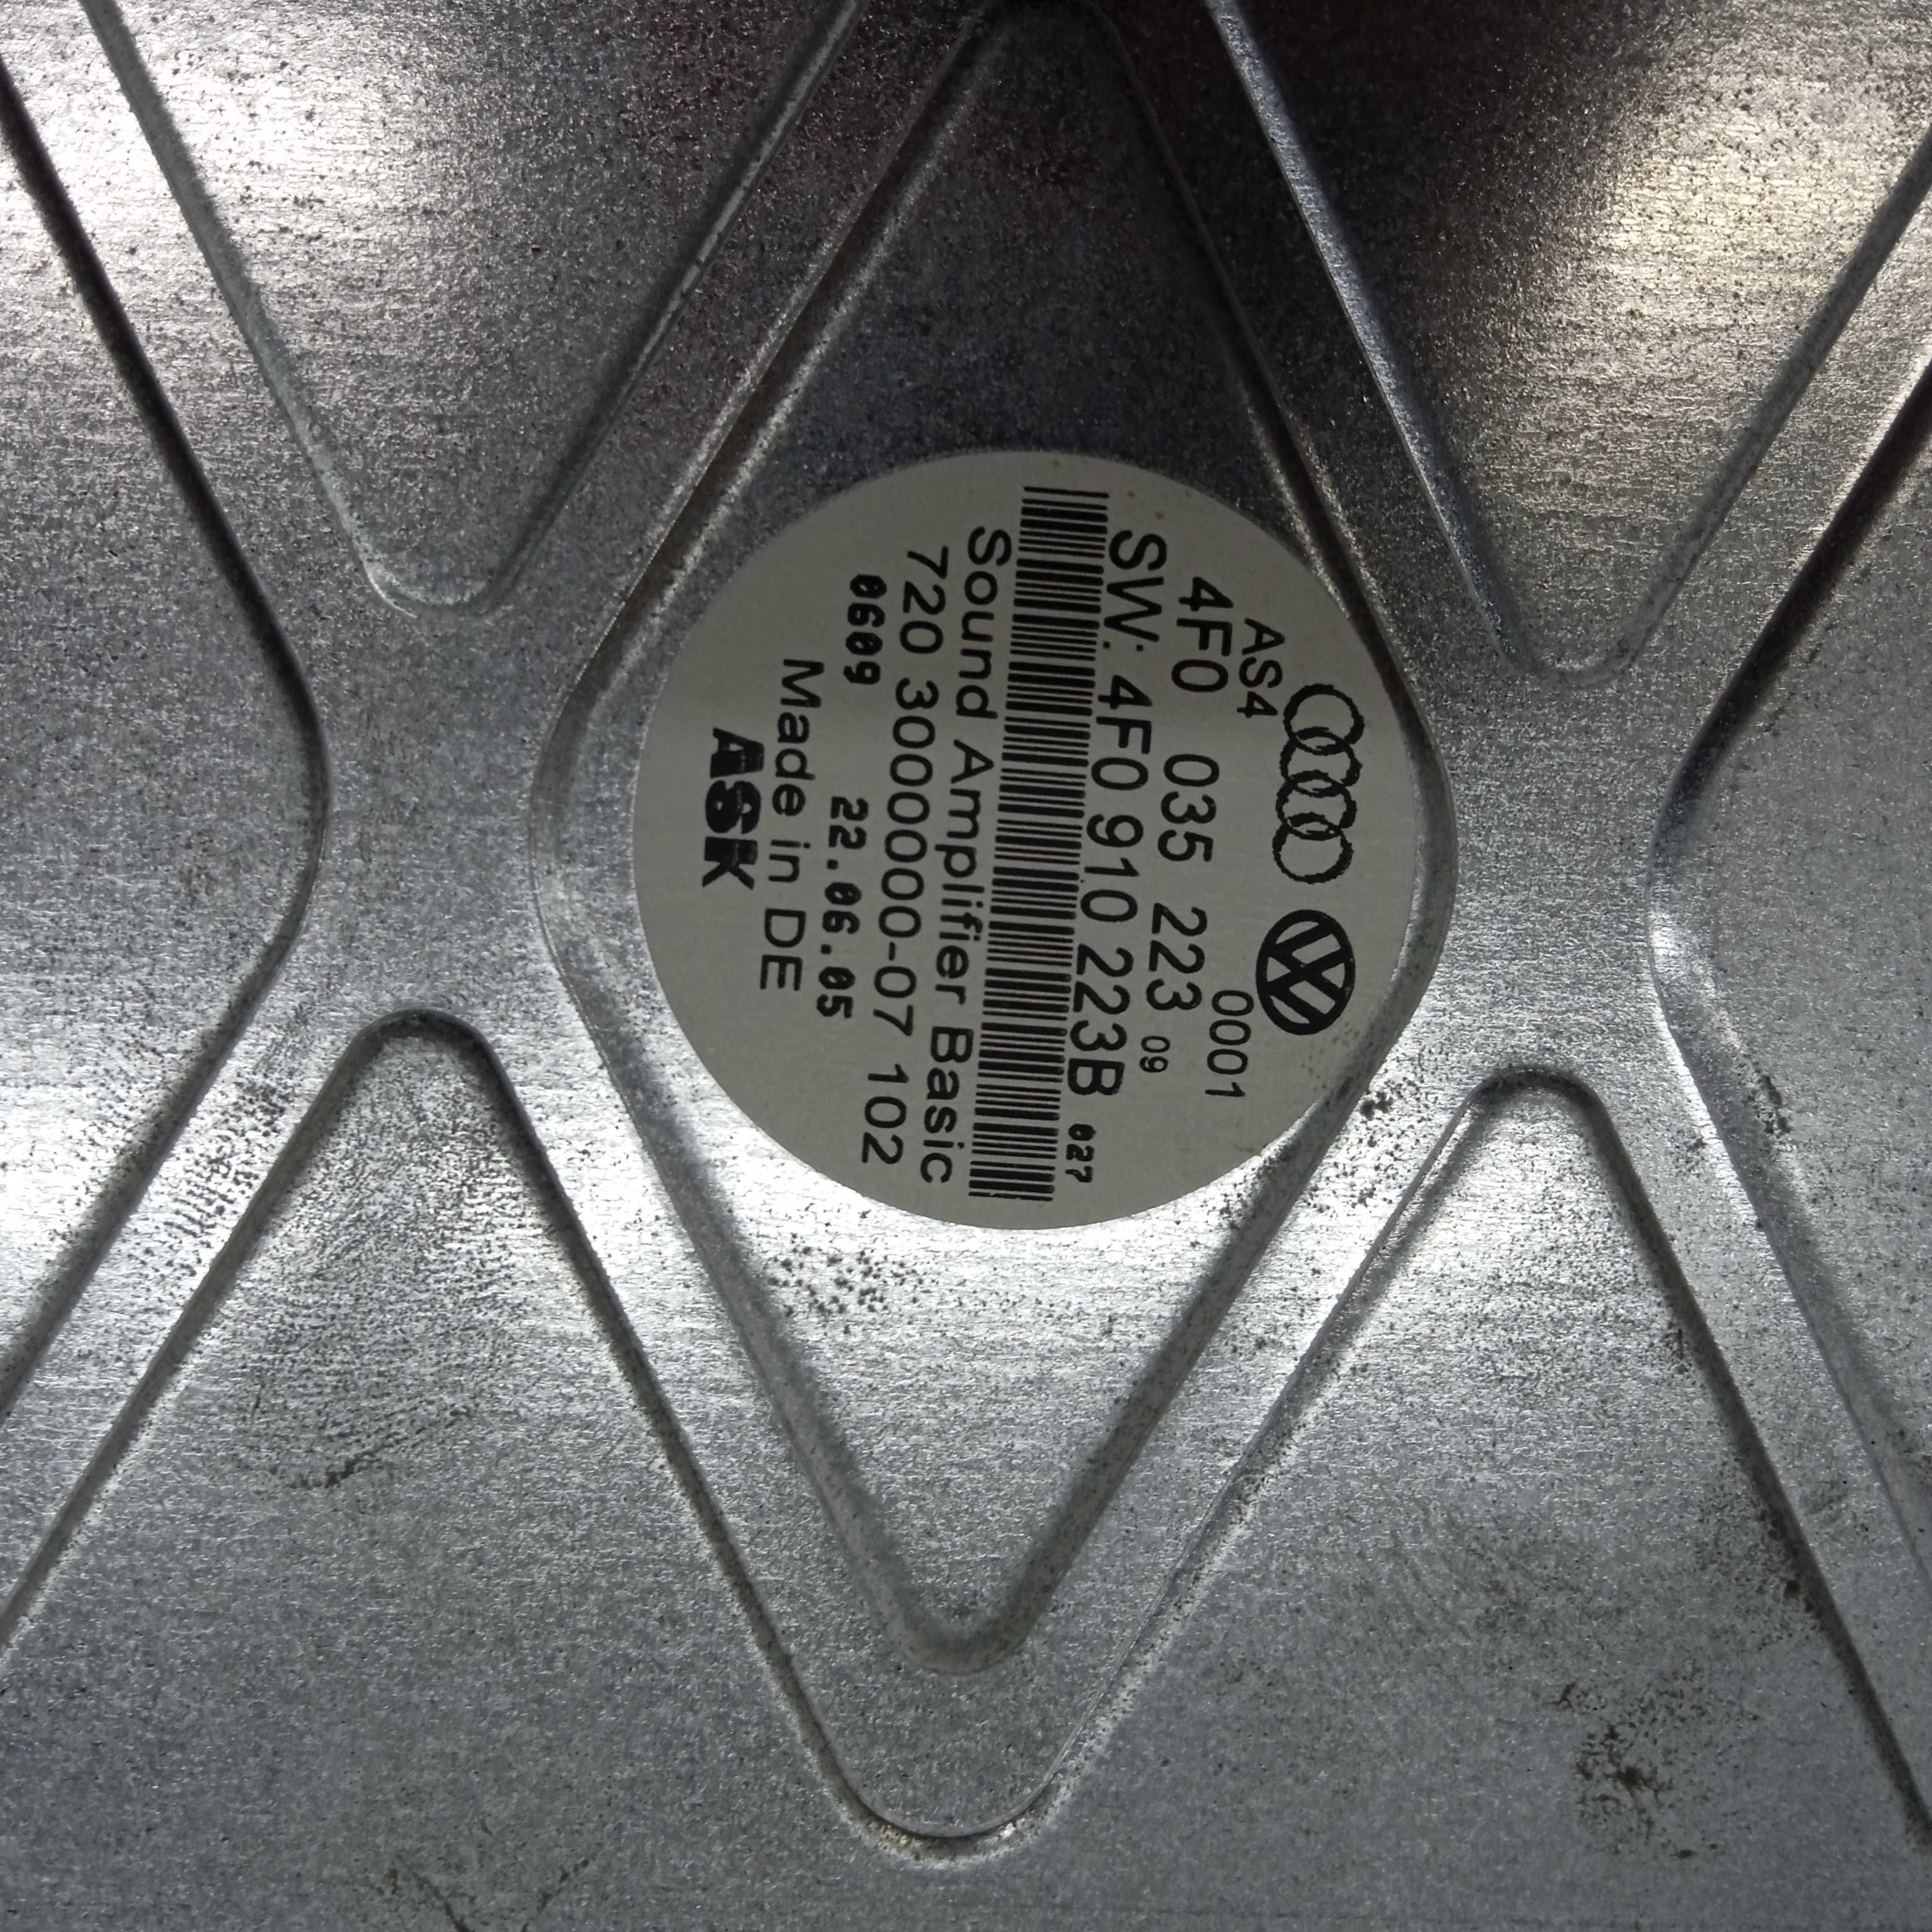 AS4 0001
4F0 035 223 09
SW: 4F0 910 223B 027
Sound Amplifier Basic
720 3000000-07 102
0609 22.06.05
Made in DE
ASK